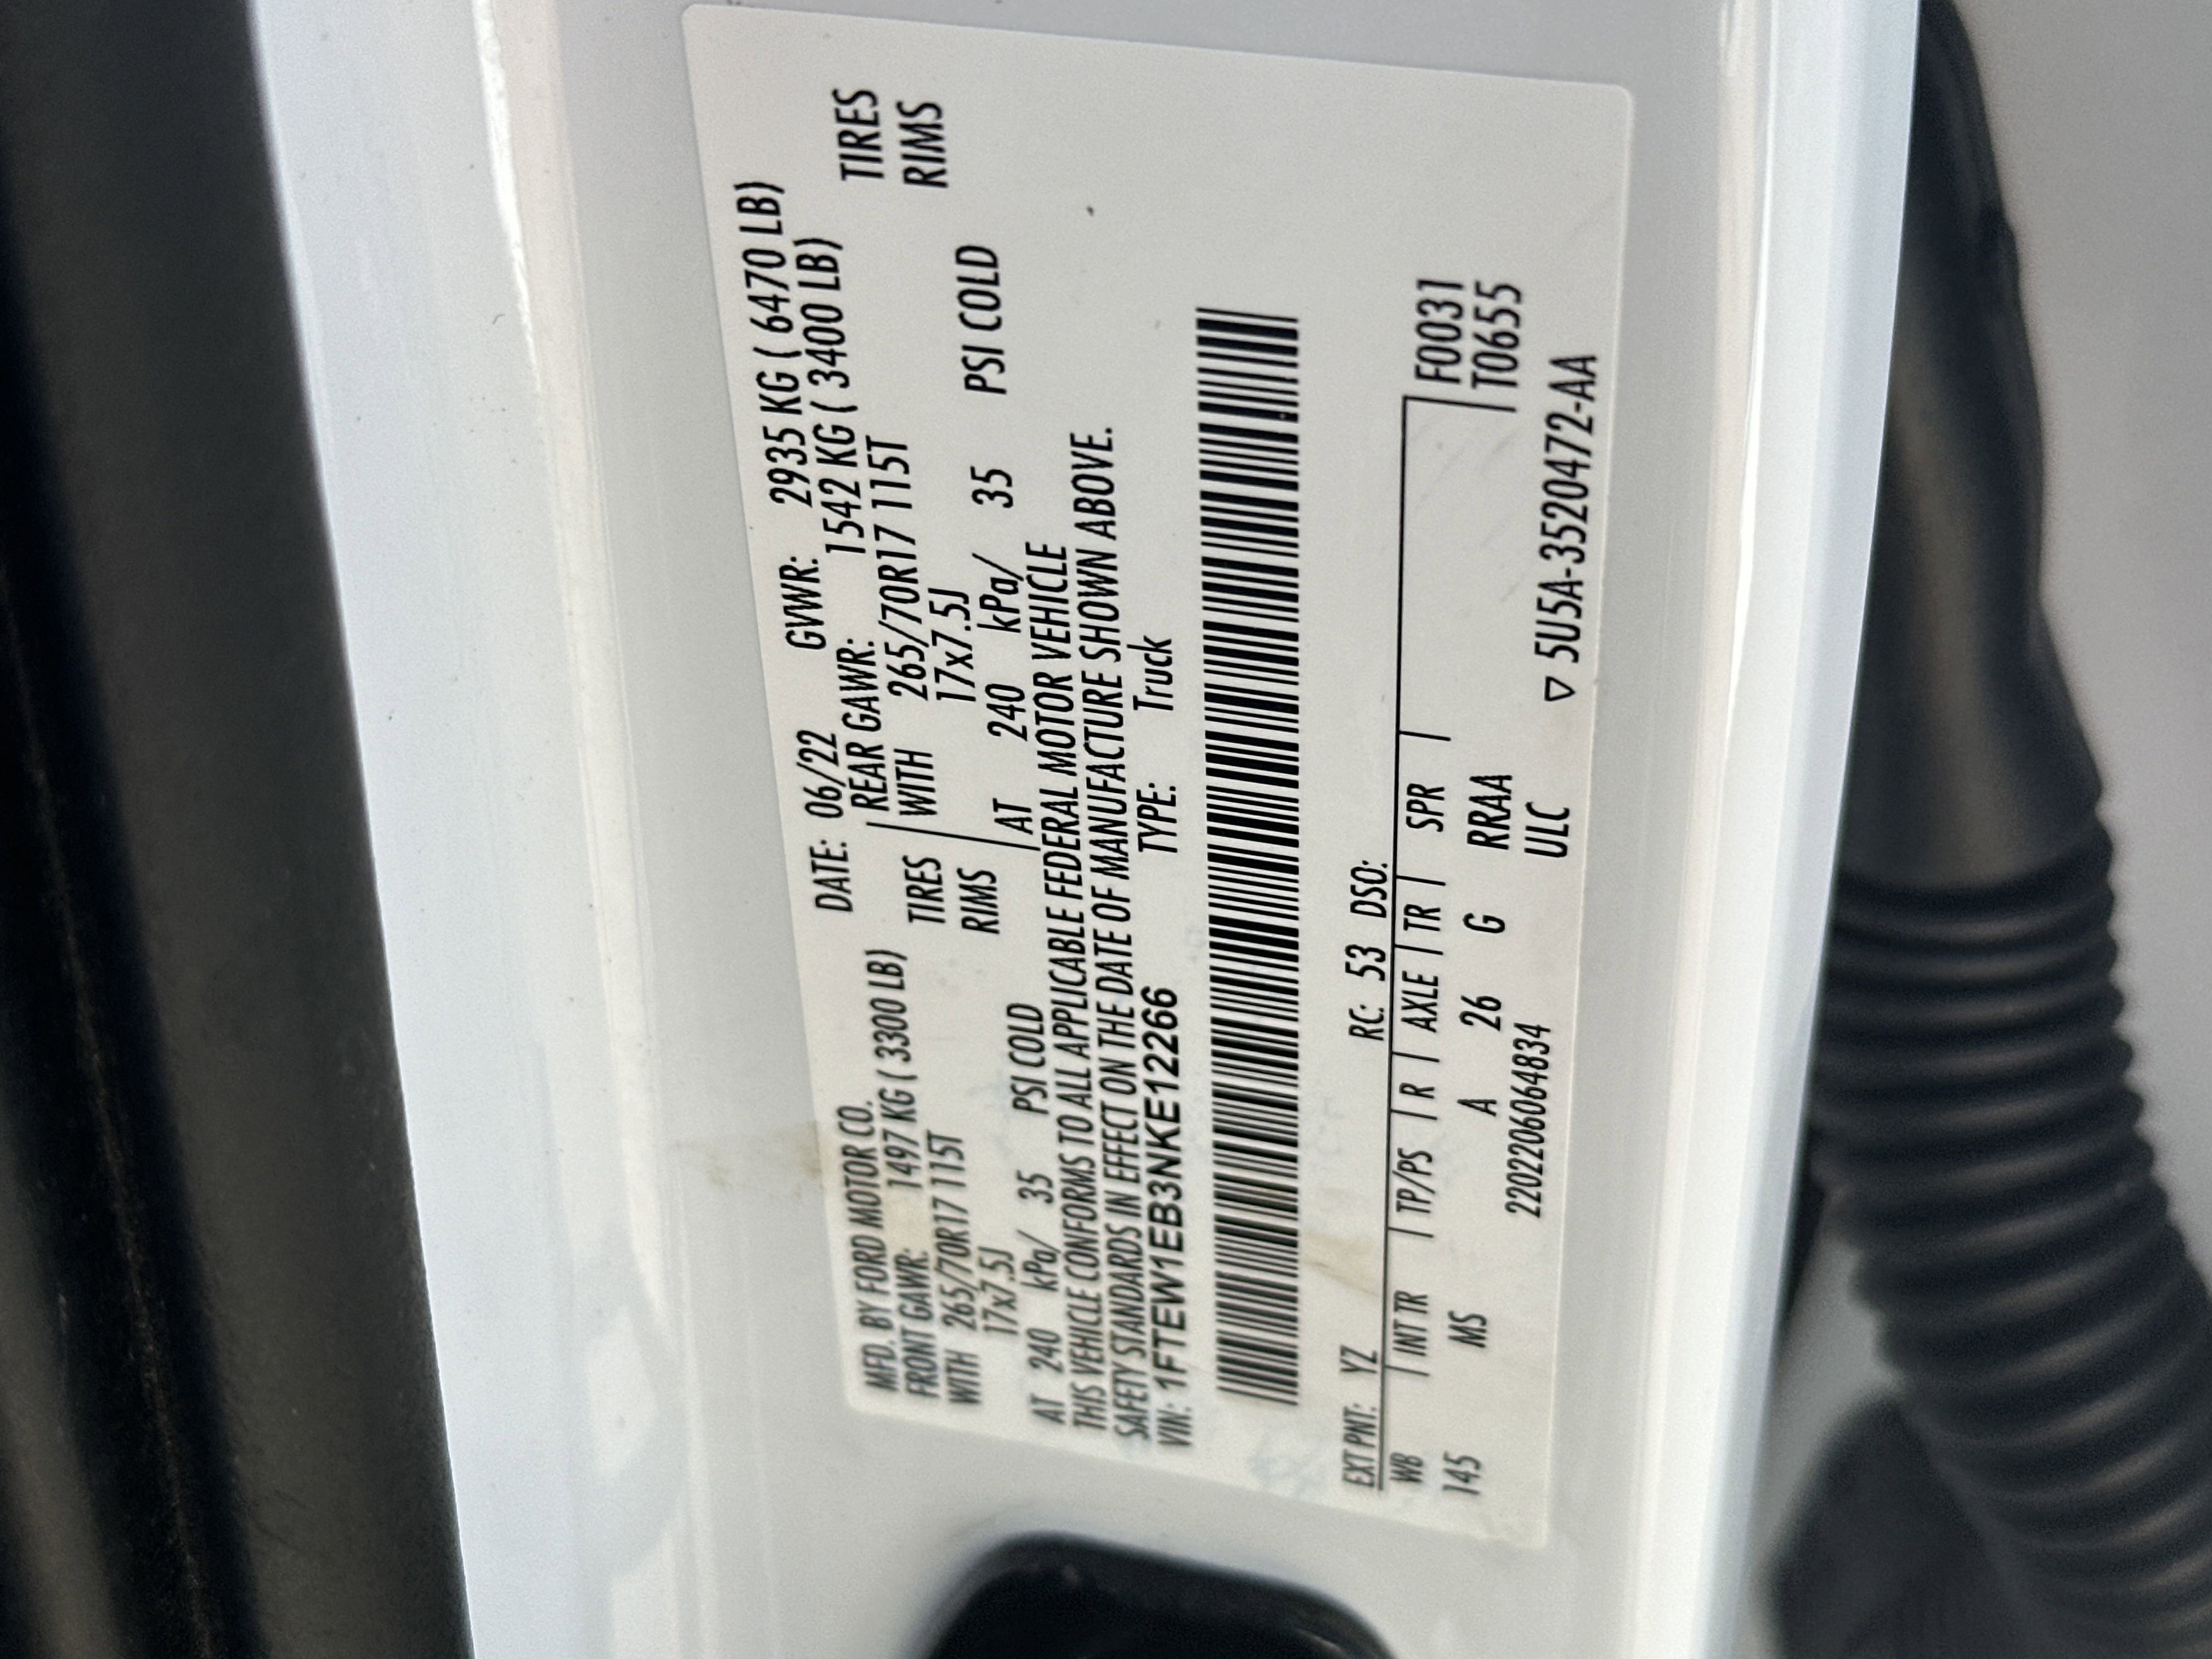 MFD. BY FORD MOTOR CO. DATE: 06/22 GVWR: 2935 KG ( 6470 LB)
FRONT GAWR: 1497 KG ( 3300 LB) REAR GAWR: 1542 KG ( 3400 LB)
WITH 265/70R17 115T TIRES WITH 265/70R17 115T TIRES
17x7.5J RIMS 17x7.5J RIMS
AT 240 kPa/ 35 PSI COLD AT 240 kPa/ 35 PSI COLD
THIS VEHICLE CONFORMS TO ALL APPLICABLE FEDERAL MOTOR VEHICLE
SAFETY STANDARDS IN EFFECT ON THE DATE OF MANUFACTURE SHOWN ABOVE.
VIN: 1FTEW1EB3NKE12266 TYPE: Truck
EXT PNT: YZ RC: 53 DSO:
WB INT TR TP/PS R AXLE TR SPR F0031
145 MS A 26 G RRAA T0655
2202206064834 ULC ▽ 5U5A-3520472-AA